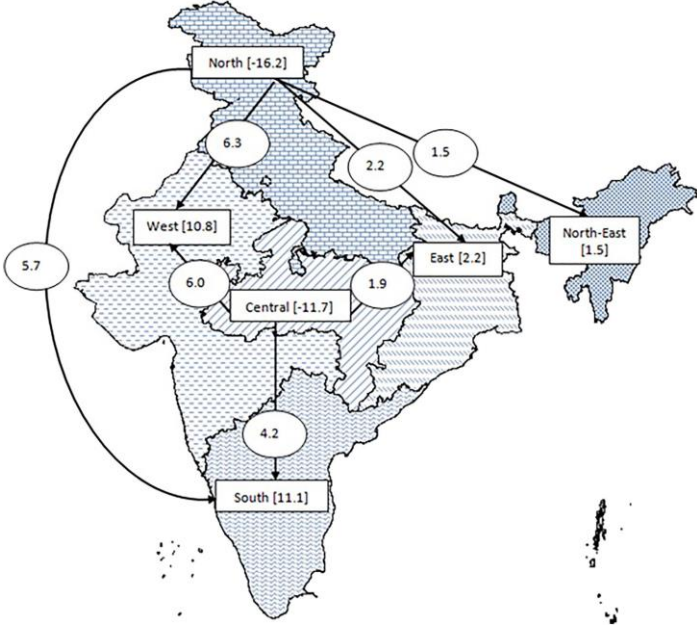 North [-16.2]
6.3
2.2
1.5
West [10.8]
North-East
[1.5]
East [2.2]
5.7
6.0
1.9
Central [-11.7]
4.2
South [11.1]